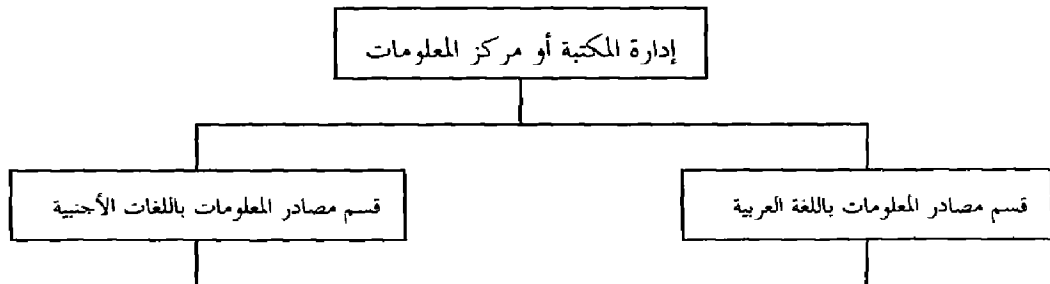 إدارة المكتبة أو مركز المعلومات
قسم مصادر المعلومات باللغة العربية
قسم مصادر المعلومات باللغات الأجنبية